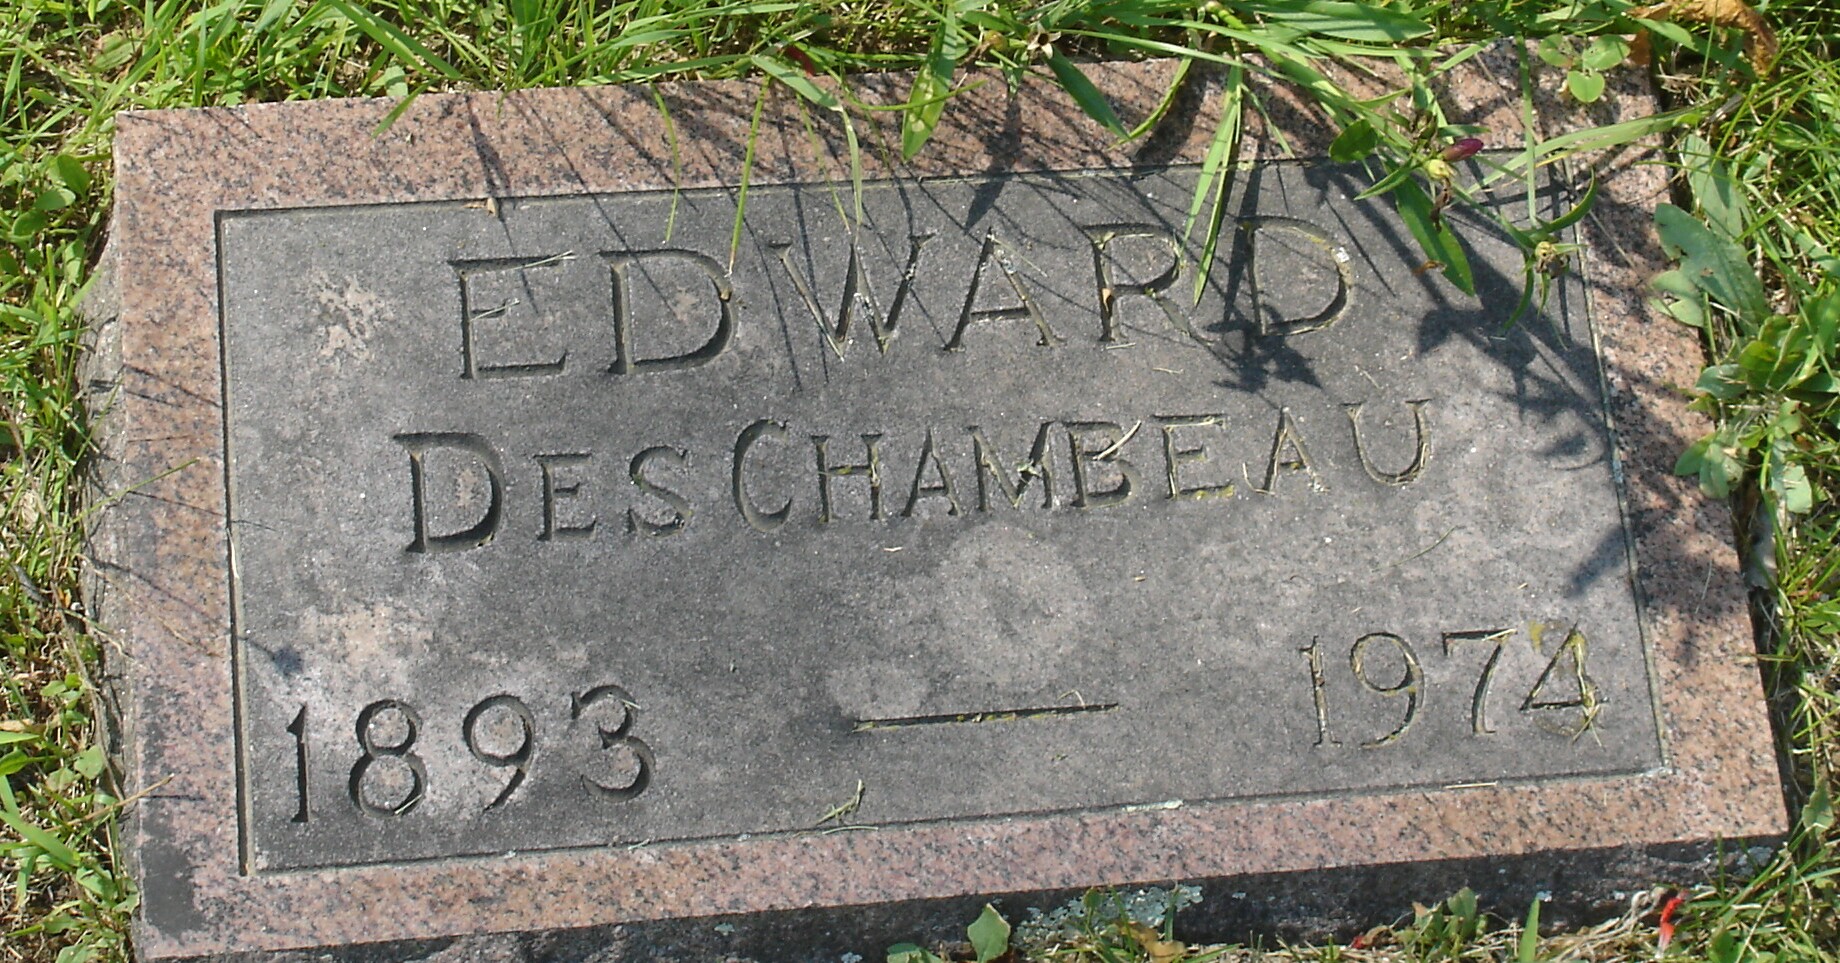 EDWARD
DESCHAMBEAU
1893 — 1974